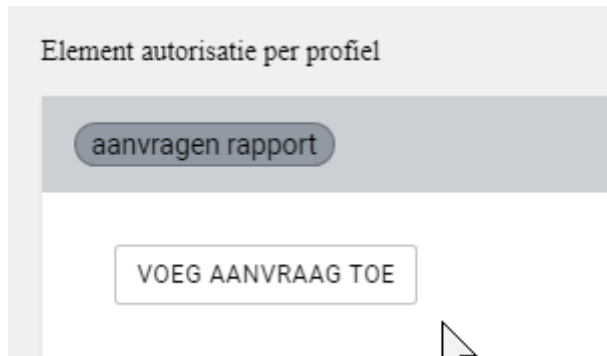 Element autorisatie per profiel
aanvragen rapport
VOEG AANVRAAG TOE